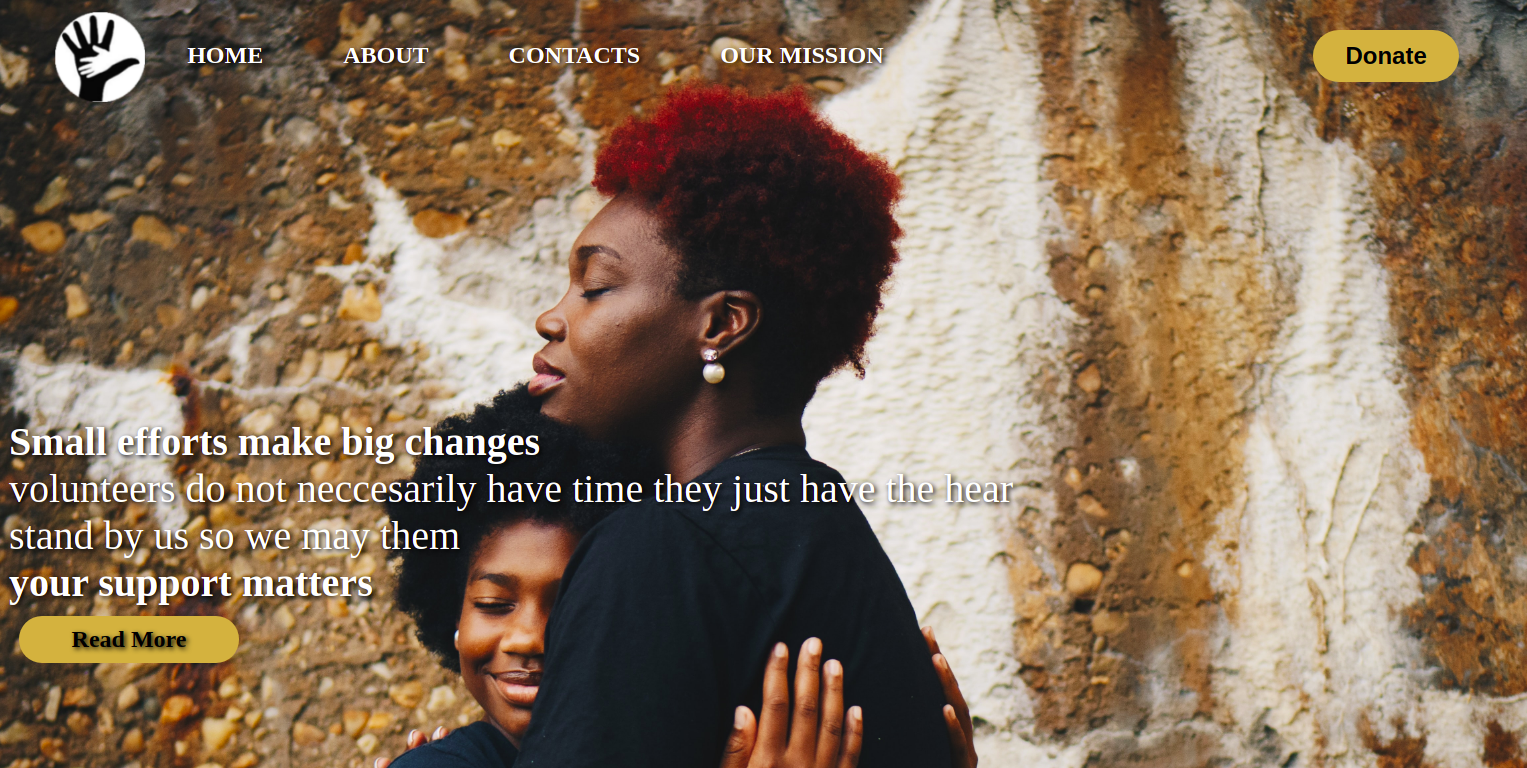 HOME ABOUT CONTACTS OUR MISSION Donate
Small efforts make big changes
volunteers do not neccesarily have time they just have the hear
stand by us so we may them
your support matters
Read More